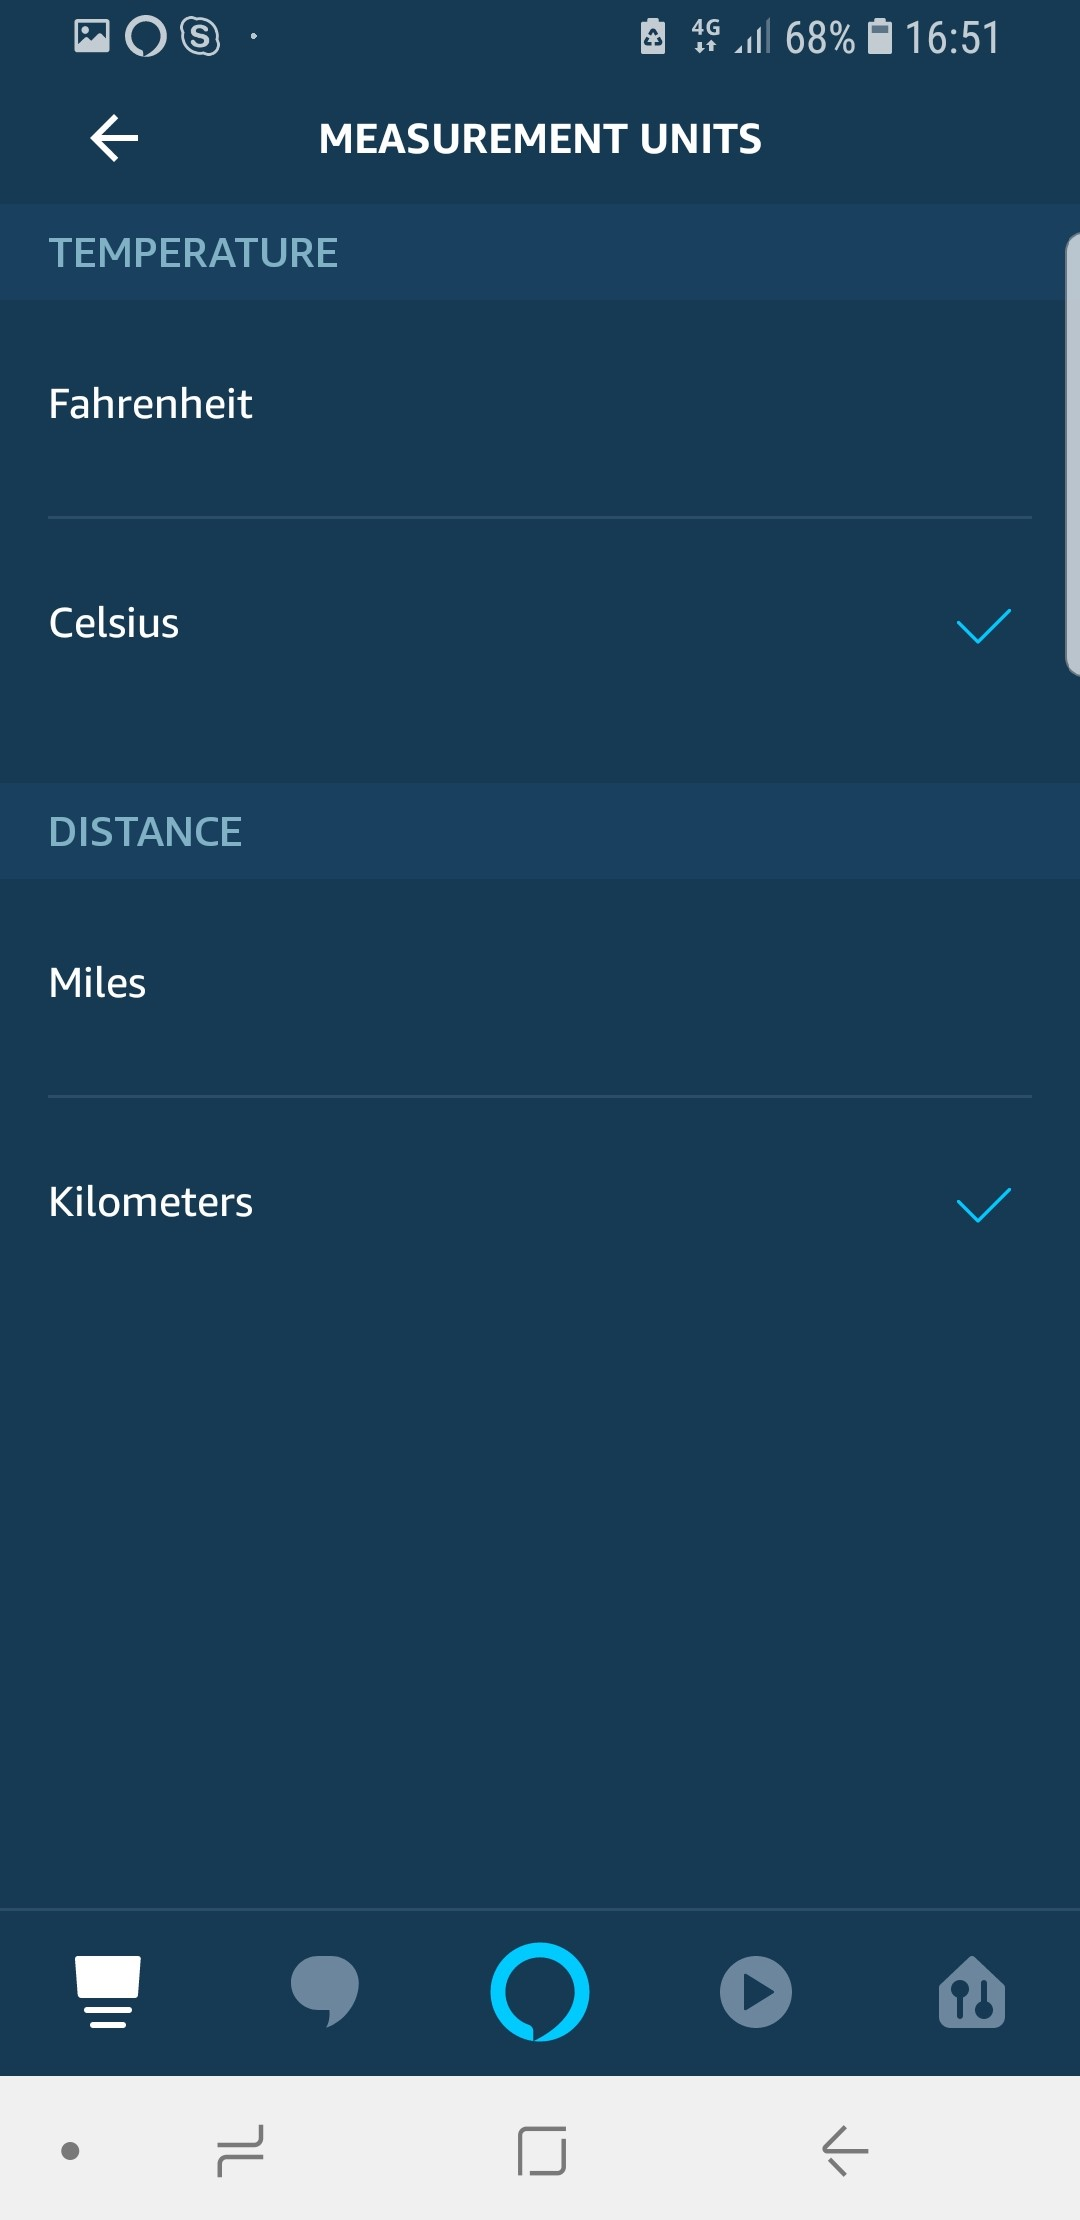 4G 68% 16:51
MEASUREMENT UNITS
TEMPERATURE
Fahrenheit
Celsius
DISTANCE
Miles
Kilometers